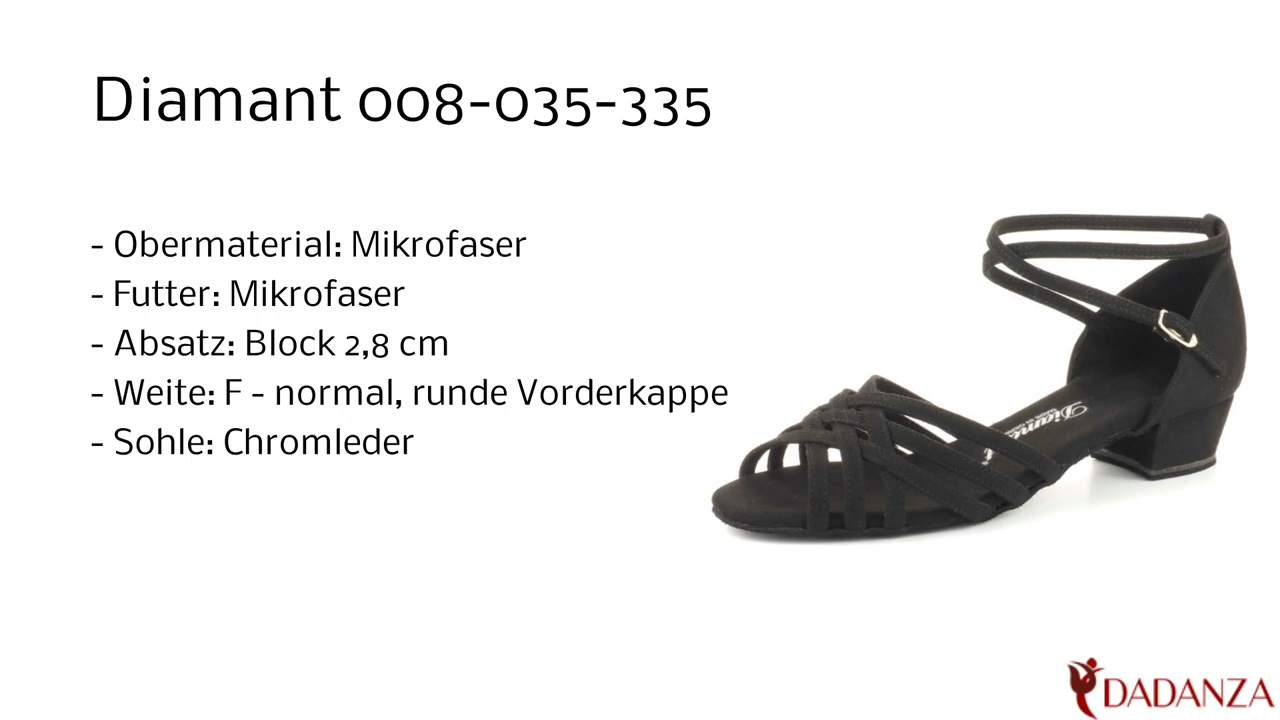 Diamant 008-035-335
- Obermaterial: Mikrofaser
- Futter: Mikrofaser
- Absatz: Block 2,8 cm
- Weite: F - normal, runde Vorderkappe
- Sohle: Chromleder
DADANZA